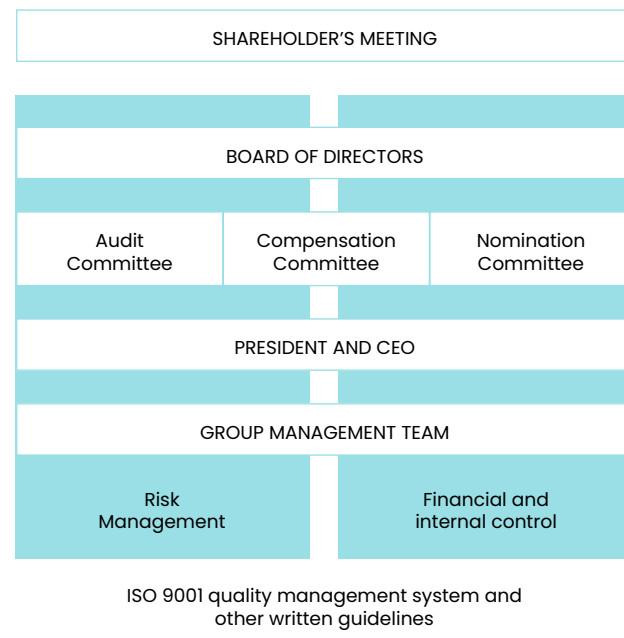 SHAREHOLDER’S MEETING
BOARD OF DIRECTORS
Audit
Committee
Compensation
Committee
Nomination
Committee
PRESIDENT AND CEO
GROUP MANAGEMENT TEAM
Risk
Management
Financial and
internal control
ISO 9001 quality management system and
other written guidelines